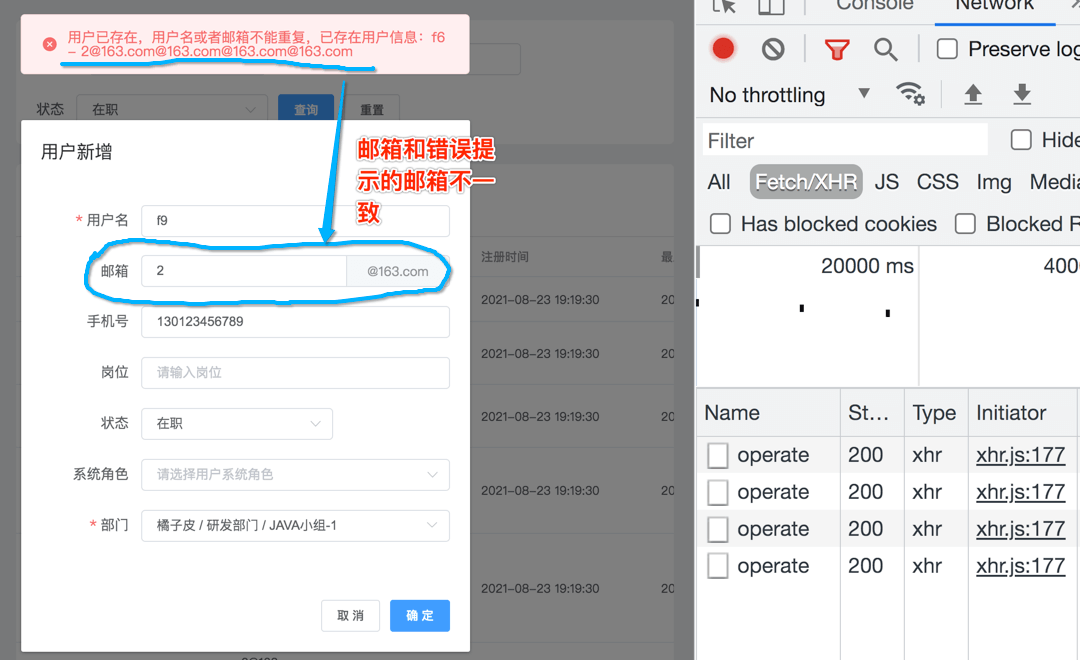 用户已存在，用户名或者邮箱不能重复，已存在用户信息：f6
- 2@163.com@163.com@163.com@163.com
状态 在职 查询 重置
用户新增
邮箱和错误提
示的邮箱不一
致
* 用户名 f9
邮箱 2 @163.com
手机号 130123456789
岗位 请输入岗位
状态 在职
系统角色 请选择用户系统角色
* 部门 橘子皮 / 研发部门 / JAVA小组-1
取 消 确 定
注册时间 最
2021-08-23 19:19:30 20
2021-08-23 19:19:30 20
2021-08-23 19:19:30 20
2021-08-23 19:19:30 20
2021-08-23 19:19:30 20
Console Network
Preserve log
No throttling
Filter Hide
All Fetch/XHR JS CSS Img Media
Has blocked cookies Blocked R
20000 ms 400
Name St... Type Initiator
operate 200 xhr xhr.js:177
operate 200 xhr xhr.js:177
operate 200 xhr xhr.js:177
operate 200 xhr xhr.js:177